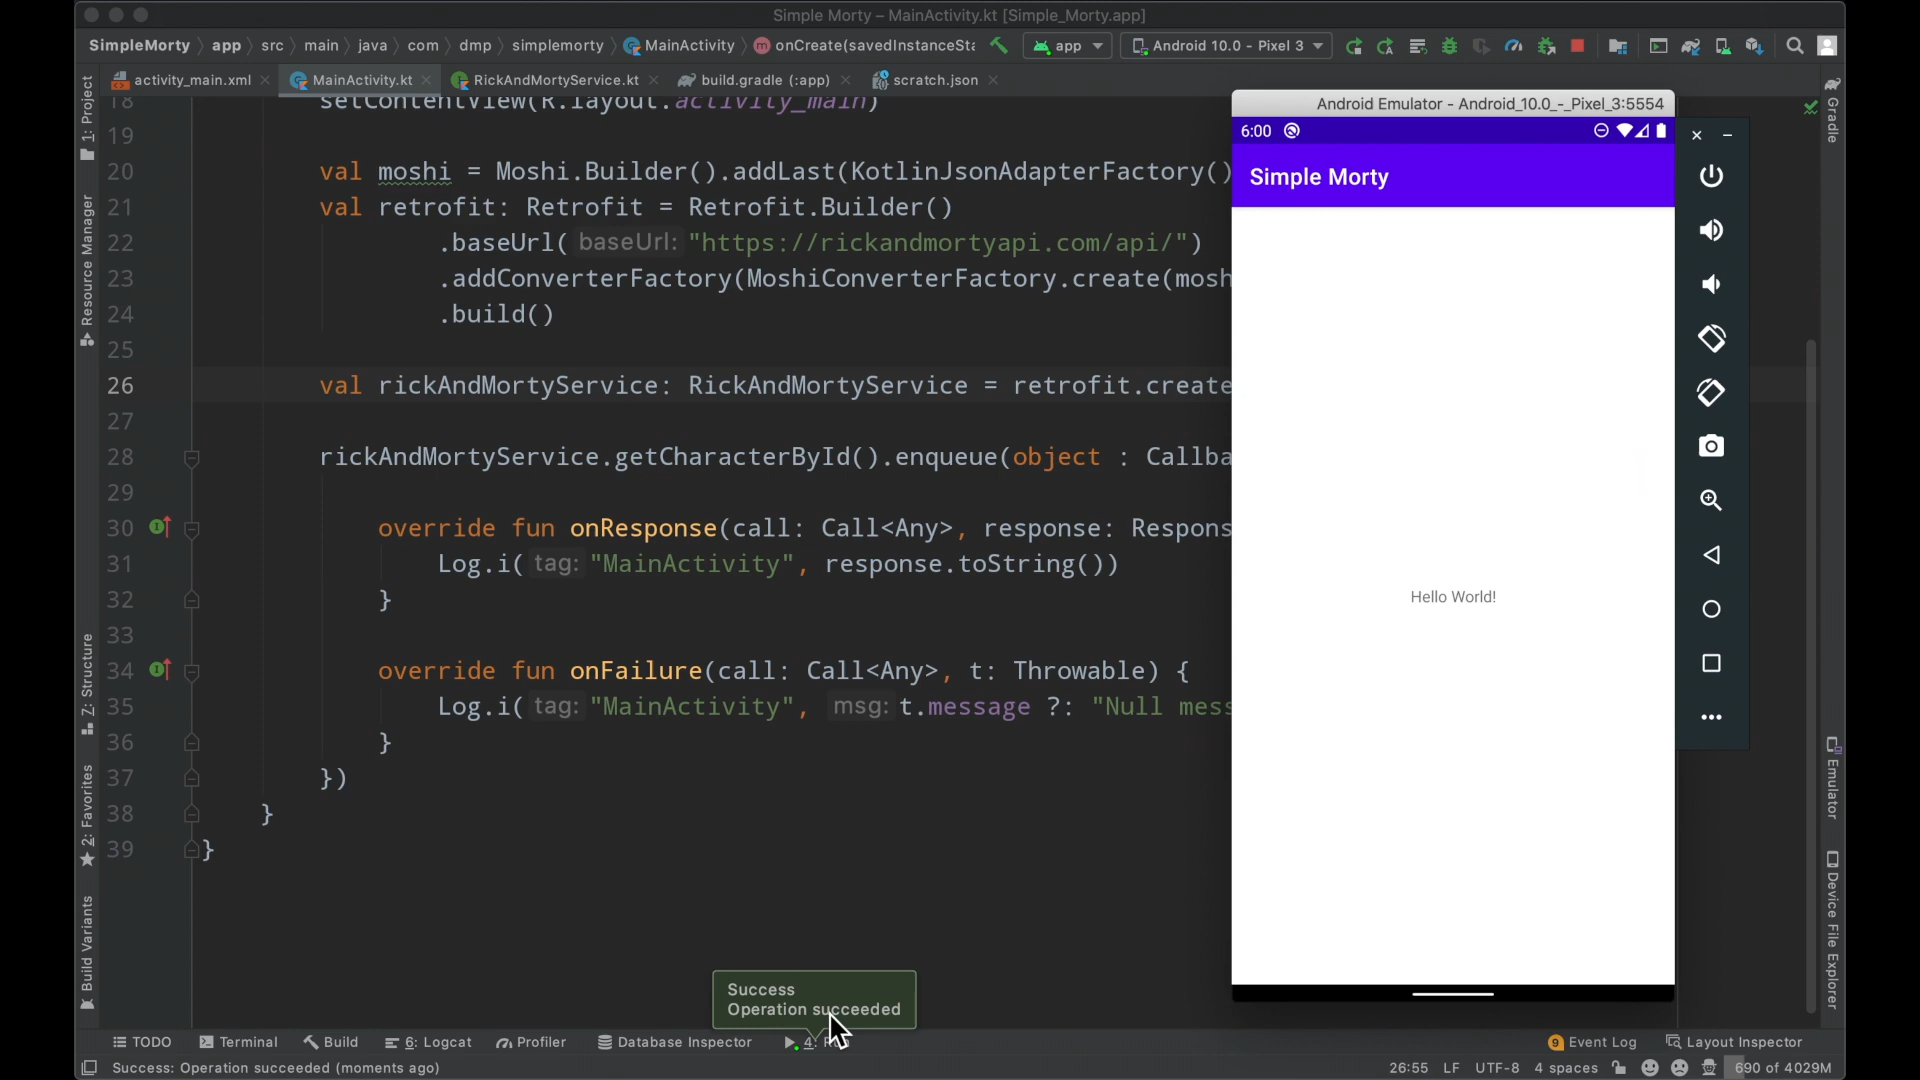 Simple Morty – MainActivity.kt [Simple_Morty.app]
SimpleMorty app src main java com dmp simplemorty MainActivity onCreate(savedInstanceSta
app
Android 10.0 - Pixel 3
activity_main.xml MainActivity.kt RickAndMortyService.kt build.gradle (:app) scratch.json
1: Project
Resource Manager
Z: Structure
2: Favorites
Build Variants
18 setContentView(R.layout.activity_main)
19
20 val moshi = Moshi.Builder().addLast(KotlinJsonAdapterFactory()
21 val retrofit: Retrofit = Retrofit.Builder()
22 .baseUrl( baseUrl: "https://rickandmortyapi.com/api/")
23 .addConverterFactory(MoshiConverterFactory.create(mosh
24 .build()
25
26 val rickAndMortyService: RickAndMortyService = retrofit.create
27
28 rickAndMortyService.getCharacterById().enqueue(object : Callba
29
30 override fun onResponse(call: Call<Any>, response: Respons
31 Log.i( tag: "MainActivity", response.toString())
32 }
33
34 override fun onFailure(call: Call<Any>, t: Throwable) {
35 Log.i( tag: "MainActivity", msg: t.message ?: "Null mess
36 }
37 })
38 }
39 }
Android Emulator - Android_10.0_-_Pixel_3:5554
6:00
Simple Morty
Hello World!
Gradle
Emulator
Device File Explorer
Success
Operation succeeded
TODO Terminal Build 6: Logcat Profiler Database Inspector 4: Event Log Layout Inspector
9
Success: Operation succeeded (moments ago) 26:55 LF UTF-8 4 spaces 690 of 4029M